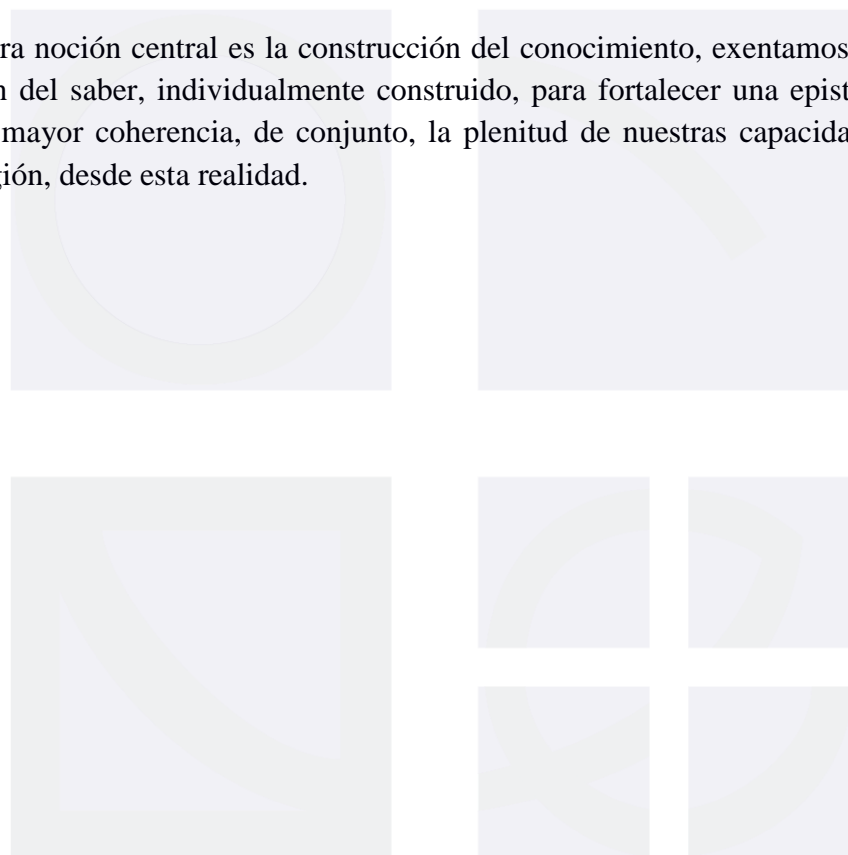 ra noción central es la construcción del conocimiento, exentamos
n del saber, individualmente construido, para fortalecer una epist
mayor coherencia, de conjunto, la plenitud de nuestras capacida
gión, desde esta realidad.